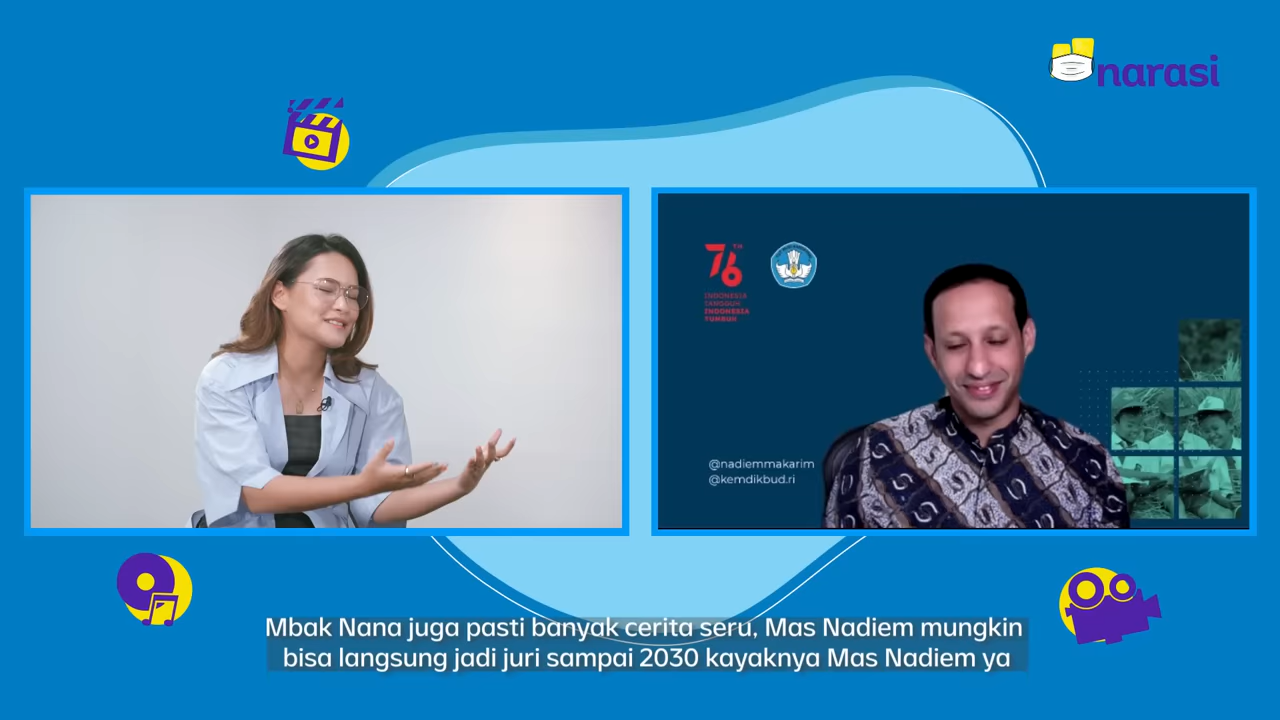 narasi
76
TH
INDONESIA
TANGGUH
INDONESIA
TUMBUH
@nadiemmakarim
@kemdikbud.ri
Mbak Nana juga pasti banyak cerita seru, Mas Nadiem mungkin
bisa langsung jadi juri sampai 2030 kayaknya Mas Nadiem ya